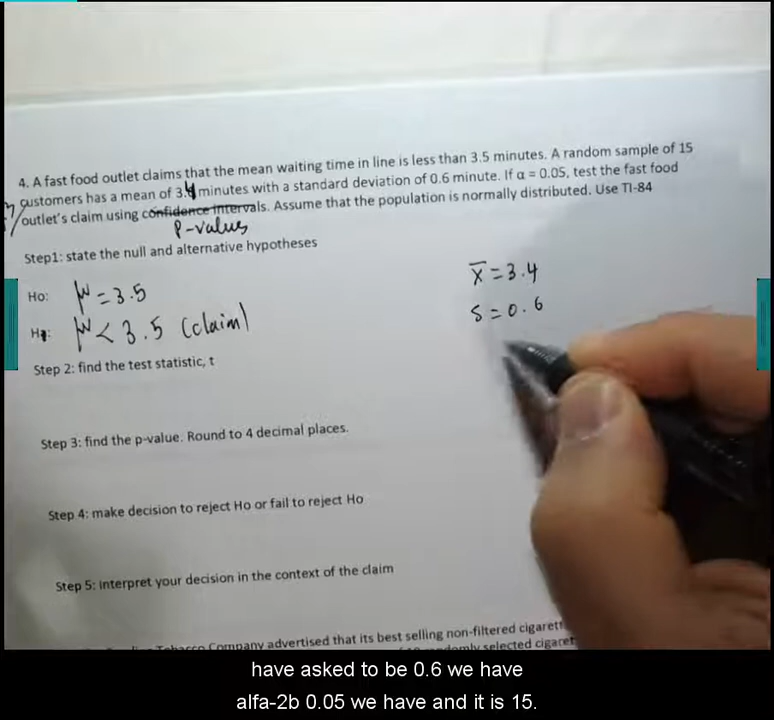 4. A fast food outlet claims that the mean waiting time in line is less than 3.5 minutes. A random sample of 15
customers has a mean of 3.4 minutes with a standard deviation of 0.6 minute. If α = 0.05, test the fast food
outlet's claim using confidence intervals. Assume that the population is normally distributed. Use TI-84
P-values
Step1: state the null and alternative hypotheses
Ho: μ = 3.5
Ha: μ < 3.5 (claim)
x̄ = 3.4
s = 0.6
Step 2: find the test statistic, t
Step 3: find the p-value. Round to 4 decimal places.
Step 4: make decision to reject Ho or fail to reject Ho
Step 5: interpret your decision in the context of the claim
Company advertised that its best selling non-filtered
selected
have asked to be 0.6 we have
alfa-2b 0.05 we have and it is 15.